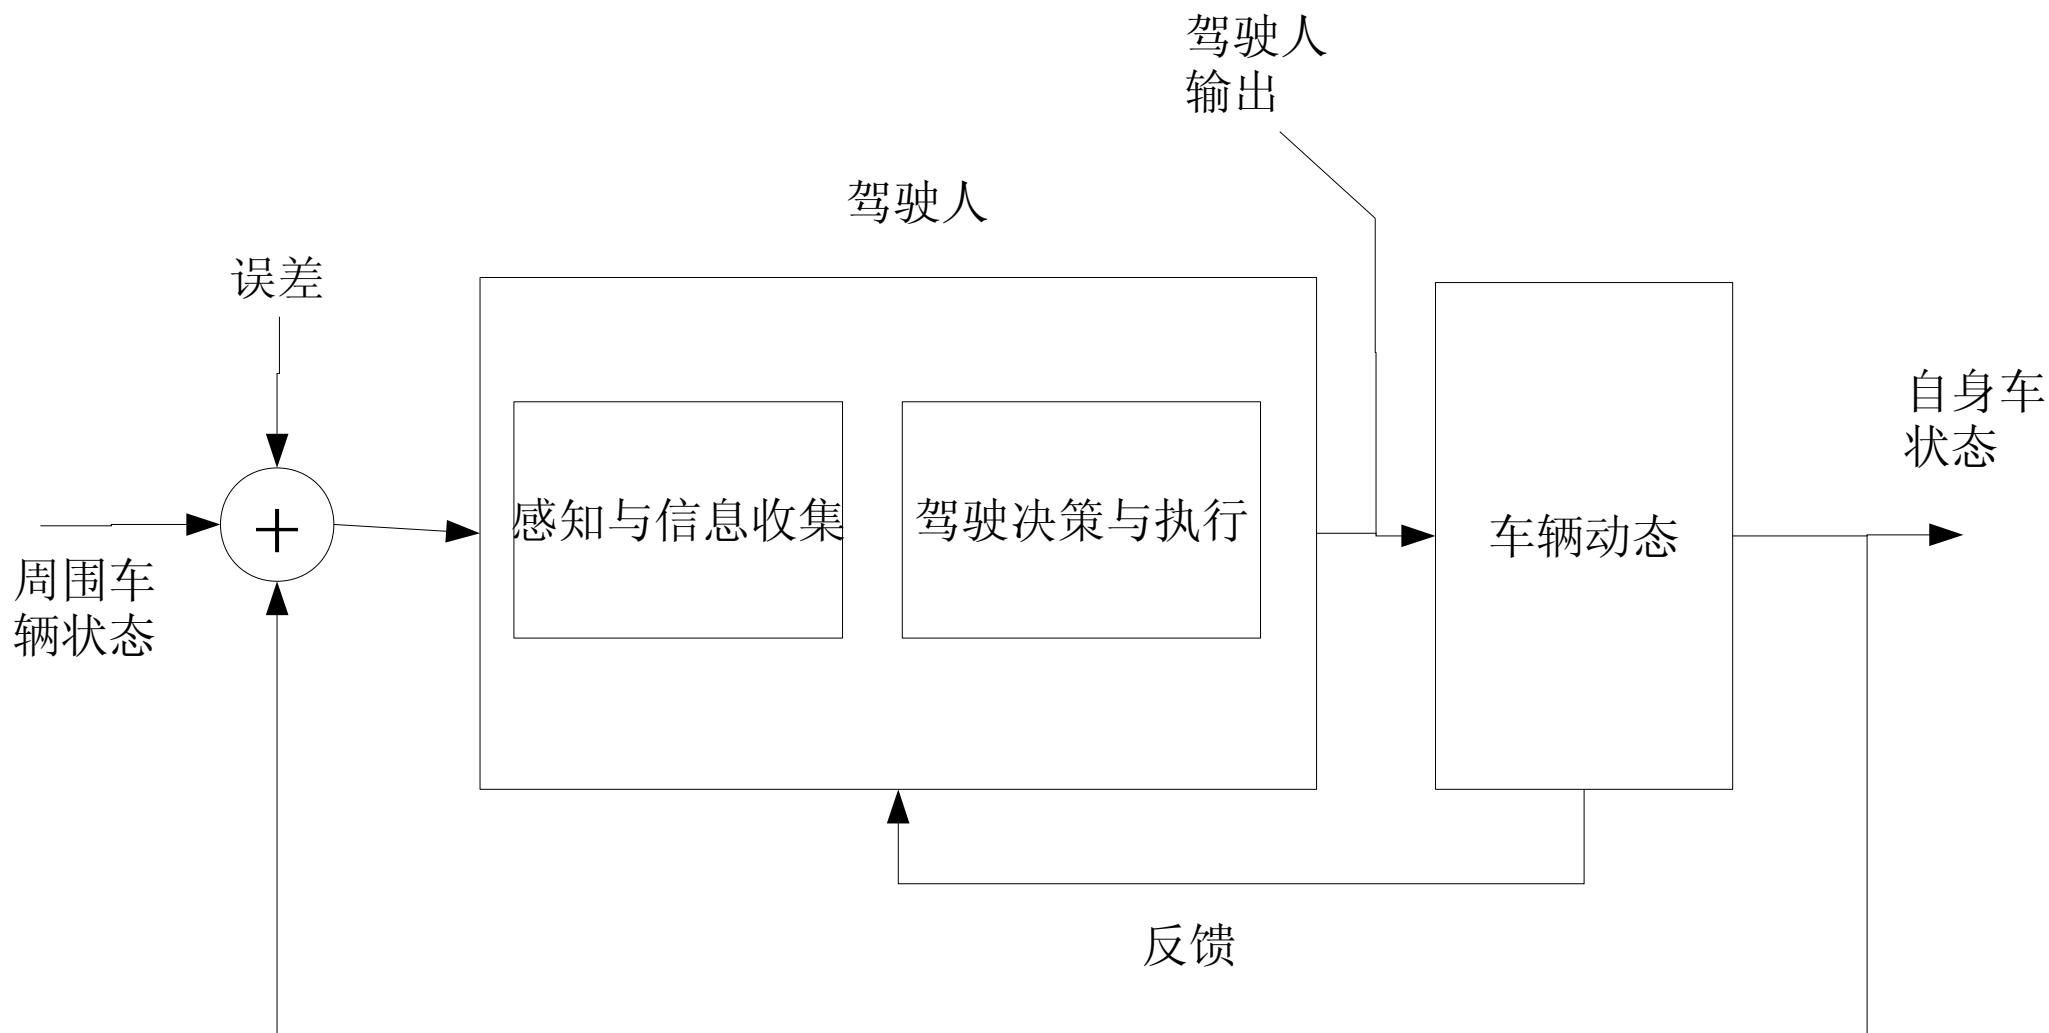 驾驶人
输出
驾驶人
误差
自身车
状态
感知与信息收集
驾驶决策与执行
车辆动态
+
周围车
辆状态
反馈